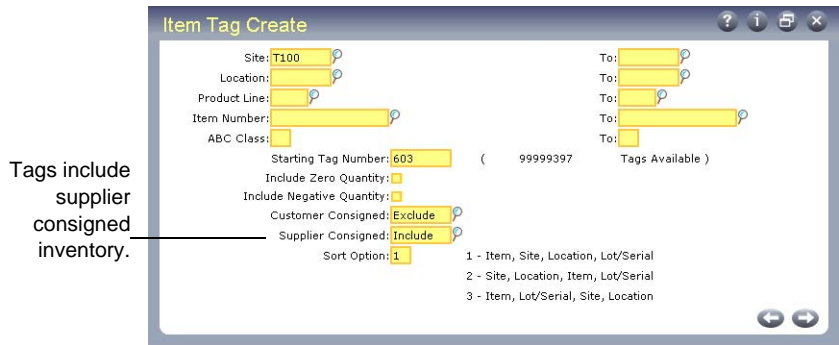 Item Tag Create
Site: T100 To:
Location: To:
Product Line: To:
Item Number: To:
ABC Class: To:
Starting Tag Number: 603 ( 99999397 Tags Available )
Include Zero Quantity:
Include Negative Quantity:
Customer Consigned: Exclude
Supplier Consigned: Include
Sort Option: 1 1 - Item, Site, Location, Lot/Serial
2 - Site, Location, Item, Lot/Serial
3 - Item, Lot/Serial, Site, Location
Tags include
supplier
consigned
inventory.